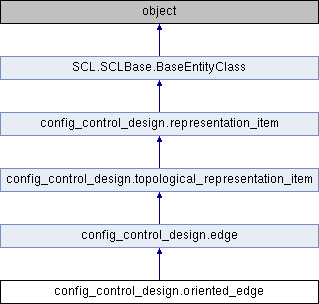 object
SCL.SCLBase.BaseEntityClass
config_control_design.representation_item
config_control_design.topological_representation_item
config_control_design.edge
config_control_design.oriented_edge